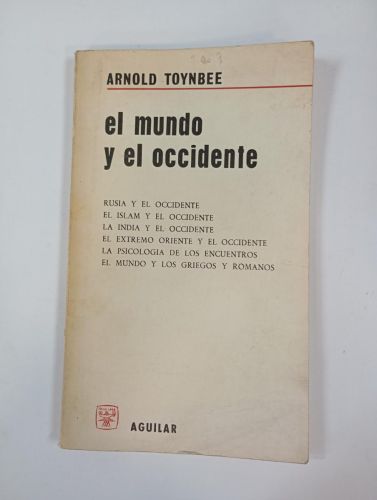 ARNOLD TOYNBEE
el mundo
y el occidente
RUSIA Y EL OCCIDENTE
EL ISLAM Y EL OCCIDENTE
LA INDIA Y EL OCCIDENTE
EL EXTREMO ORIENTE Y EL OCCIDENTE
LA PSICOLOGIA DE LOS ENCUENTROS
EL MUNDO Y LOS GRIEGOS Y ROMANOS
AGUILAR